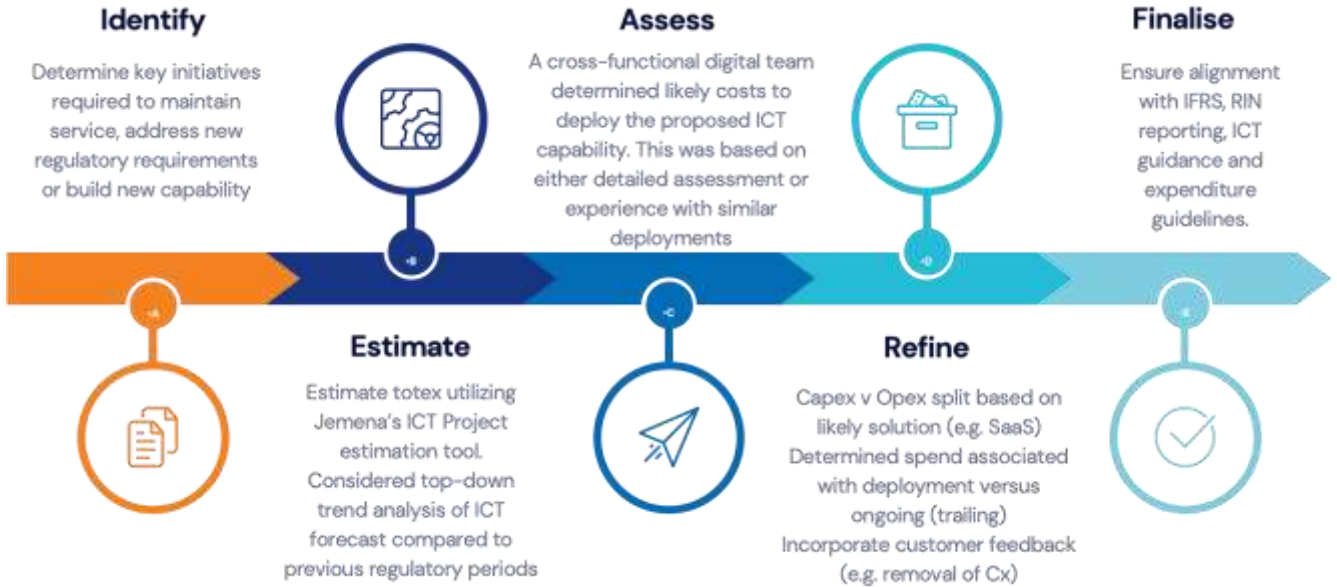 Identify
Determine key initiatives
required to maintain
service, address new
regulatory requirements
or build new capability
Assess
A cross-functional digital team
determined likely costs to
deploy the proposed ICT
capability. This was based on
either detailed assessment or
experience with similar
deployments
Finalise
Ensure alignment
with IFRS, RIN
reporting, ICT
guidance and
expenditure
guidelines.
Estimate
Estimate totex utilizing
Jemena's ICT Project
estimation tool.
Considered top-down
trend analysis of ICT
forecast compared to
previous regulatory periods
Refine
Capex v Opex split based on
likely solution (e.g. SaaS)
Determined spend associated
with deployment versus
ongoing (trailing)
Incorporate customer feedback
(e.g. removal of Cx)